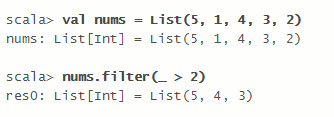 scala> val nums = List(5, 1, 4, 3, 2)
nums: List[Int] = List(5, 1, 4, 3, 2)
scala> nums.filter(_ > 2)
res0: List[Int] = List(5, 4, 3)